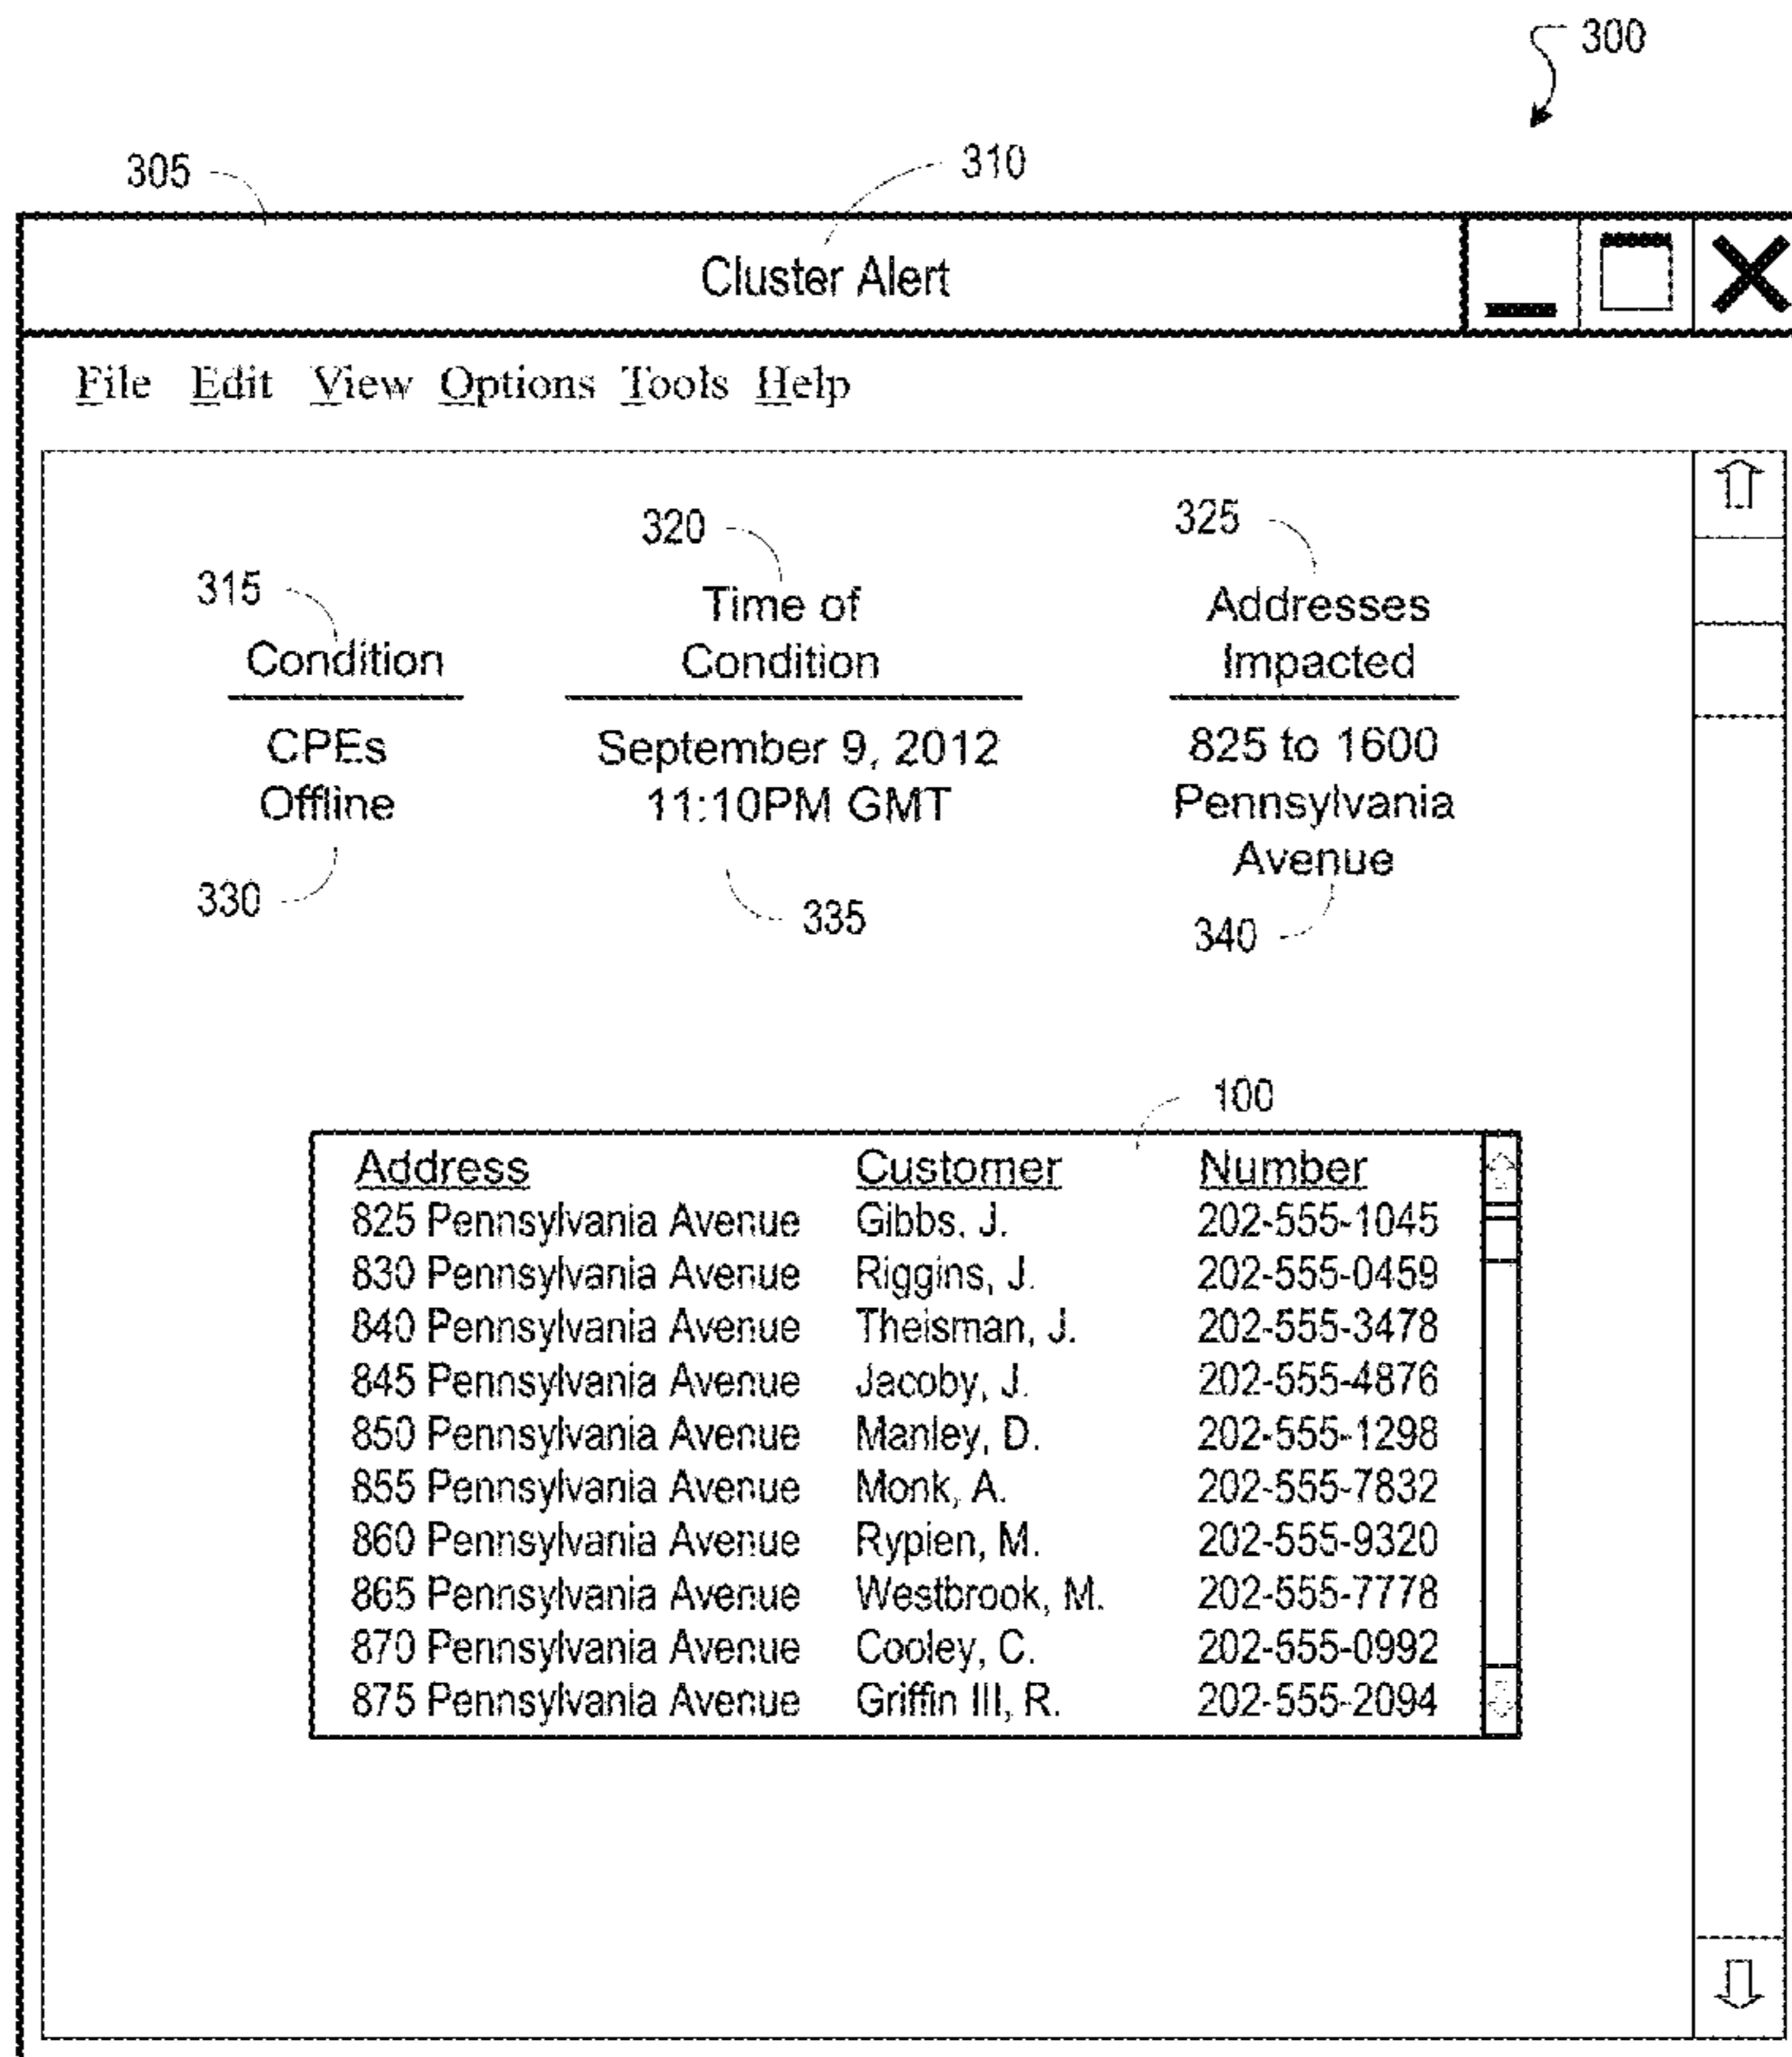 300
305
310
Cluster Alert
File Edit View Options Tools Help
320
325
315
Time of
Condition
Addresses
Impacted
Condition
CPEs
Offline
September 9, 2012
11:10PM GMT
825 to 1600
Pennsylvania
Avenue
330
335
340
100
Address Customer Number
825 Pennsylvania Avenue Gibbs, J. 202-555-1045
830 Pennsylvania Avenue Riggins, J. 202-555-0459
840 Pennsylvania Avenue Theisman, J. 202-555-3478
845 Pennsylvania Avenue Jacoby, J. 202-555-4876
850 Pennsylvania Avenue Manley, D. 202-555-1298
855 Pennsylvania Avenue Monk, A. 202-555-7832
860 Pennsylvania Avenue Rypien, M. 202-555-9320
865 Pennsylvania Avenue Westbrook, M. 202-555-7778
870 Pennsylvania Avenue Cooley, C. 202-555-0992
875 Pennsylvania Avenue Griffin III, R. 202-555-2094